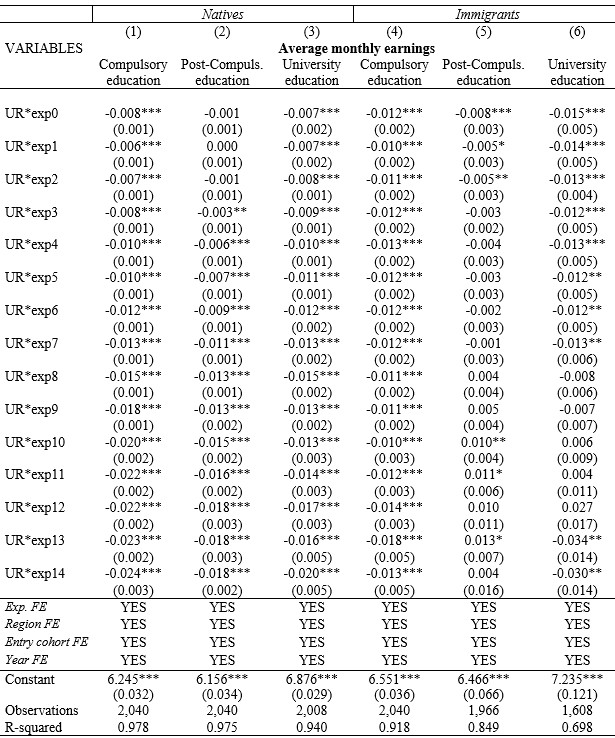 Natives Immigrants
(1) (2) (3) (4) (5) (6)
VARIABLES Average monthly earnings
Compulsory Post-Compuls. University Compulsory Post-Compuls. University
education education education education education education
UR*exp0 -0.008*** -0.001 -0.007*** -0.012*** -0.008*** -0.015***
(0.001) (0.001) (0.002) (0.002) (0.003) (0.005)
UR*exp1 -0.006*** 0.000 -0.007*** -0.010*** -0.005* -0.014***
(0.001) (0.001) (0.002) (0.002) (0.003) (0.005)
UR*exp2 -0.007*** -0.001 -0.008*** -0.011*** -0.005** -0.013***
(0.001) (0.001) (0.001) (0.002) (0.003) (0.004)
UR*exp3 -0.008*** -0.003** -0.009*** -0.012*** -0.003 -0.012***
(0.001) (0.001) (0.001) (0.002) (0.002) (0.005)
UR*exp4 -0.010*** -0.006*** -0.010*** -0.013*** -0.004 -0.013***
(0.001) (0.001) (0.001) (0.002) (0.003) (0.005)
UR*exp5 -0.010*** -0.007*** -0.011*** -0.012*** -0.003 -0.012**
(0.001) (0.001) (0.001) (0.002) (0.003) (0.005)
UR*exp6 -0.012*** -0.009*** -0.012*** -0.012*** -0.002 -0.012**
(0.001) (0.001) (0.002) (0.002) (0.003) (0.005)
UR*exp7 -0.013*** -0.011*** -0.013*** -0.012*** -0.001 -0.013**
(0.001) (0.001) (0.002) (0.002) (0.003) (0.006)
UR*exp8 -0.015*** -0.013*** -0.015*** -0.011*** 0.004 -0.008
(0.001) (0.001) (0.002) (0.002) (0.004) (0.006)
UR*exp9 -0.018*** -0.013*** -0.013*** -0.011*** 0.005 -0.007
(0.001) (0.002) (0.002) (0.002) (0.004) (0.007)
UR*exp10 -0.020*** -0.015*** -0.013*** -0.010*** 0.010** 0.006
(0.002) (0.002) (0.003) (0.003) (0.004) (0.009)
UR*exp11 -0.022*** -0.016*** -0.014*** -0.012*** 0.011* 0.004
(0.002) (0.002) (0.003) (0.003) (0.006) (0.011)
UR*exp12 -0.022*** -0.018*** -0.017*** -0.014*** 0.010 0.027
(0.002) (0.003) (0.003) (0.003) (0.011) (0.017)
UR*exp13 -0.023*** -0.018*** -0.016*** -0.018*** 0.013* -0.034**
(0.002) (0.003) (0.005) (0.005) (0.007) (0.014)
UR*exp14 -0.024*** -0.018*** -0.020*** -0.013*** 0.004 -0.030**
(0.003) (0.002) (0.005) (0.005) (0.016) (0.014)
Exp. FE YES YES YES YES YES YES
Region FE YES YES YES YES YES YES
Entry cohort FE YES YES YES YES YES YES
Year FE YES YES YES YES YES YES
Constant 6.245*** 6.156*** 6.876*** 6.551*** 6.466*** 7.235***
(0.032) (0.034) (0.029) (0.036) (0.066) (0.121)
Observations 2,040 2,040 2,008 2,040 1,966 1,608
R-squared 0.978 0.975 0.940 0.918 0.849 0.698